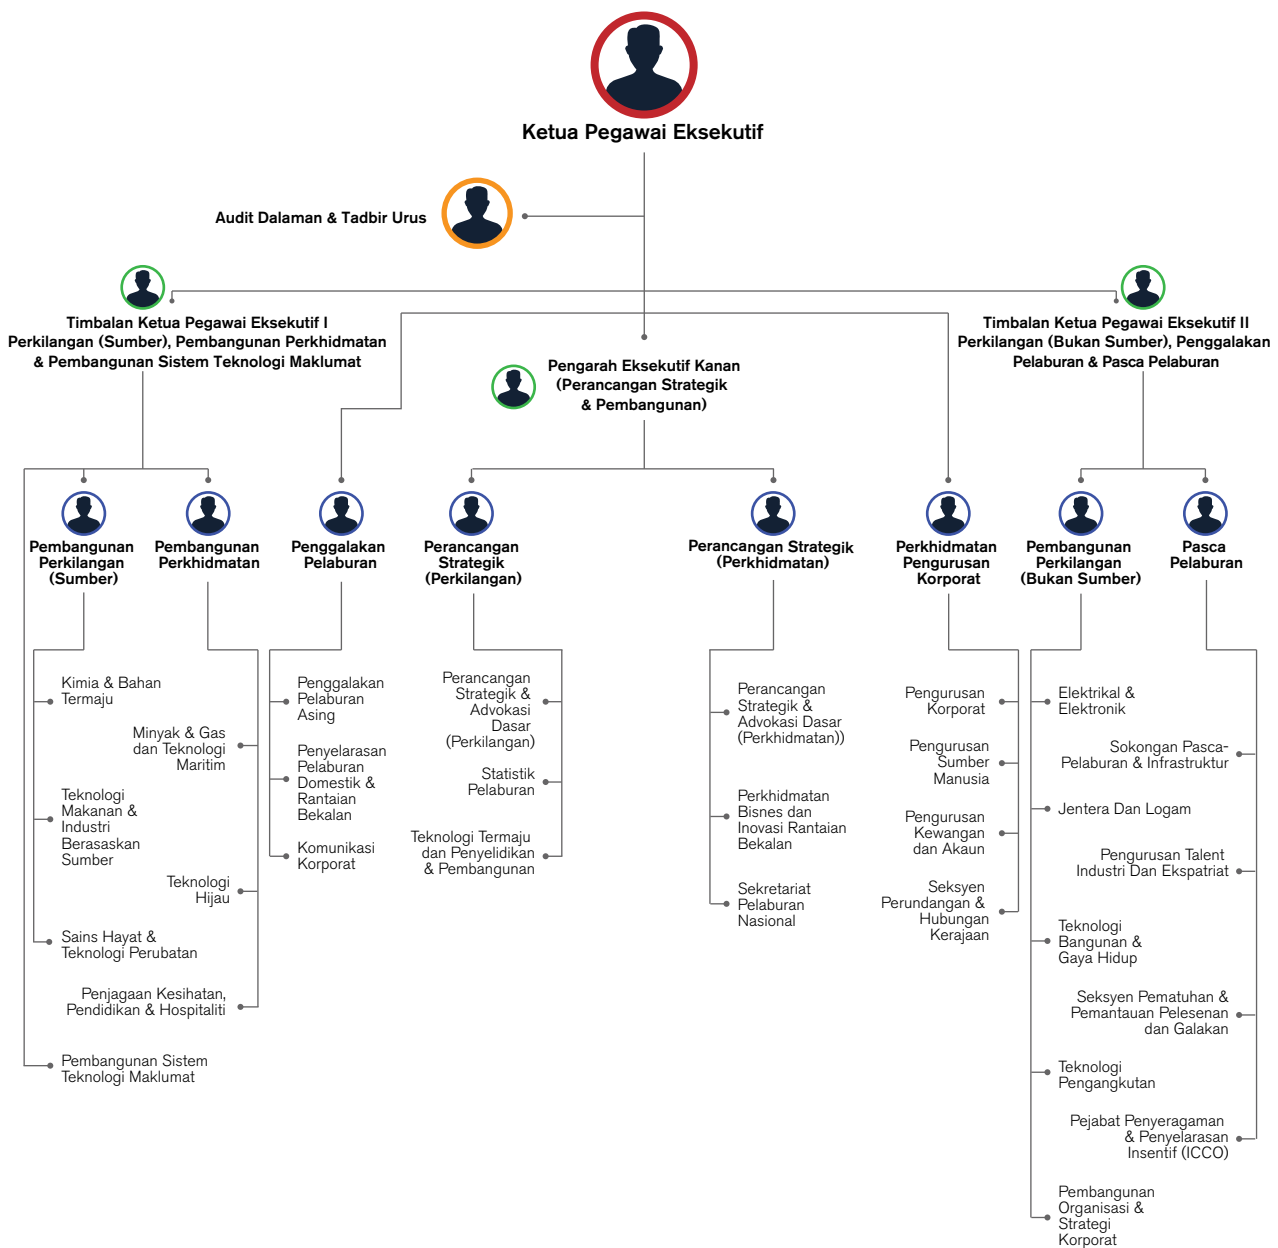 Ketua Pegawai Eksekutif
Audit Dalaman & Tadbir Urus
Timbalan Ketua Pegawai Eksekutif I
Perkilangan (Sumber), Pembangunan Perkhidmatan
& Pembangunan Sistem Teknologi Maklumat
Timbalan Ketua Pegawai Eksekutif II
Perkilangan (Bukan Sumber), Penggalakan
Pelaburan & Pasca Pelaburan
Pengarah Eksekutif Kanan
(Perancangan Strategik
& Pembangunan)
Pembangunan
Perkilangan
(Sumber)
Pembangunan
Perkhidmatan
Penggalakan
Pelaburan
Perancangan
Strategik
(Perkilangan)
Perancangan Strategik
(Perkhidmatan)
Perkhidmatan
Pengurusan
Korporat
Pembangunan
Perkilangan
(Bukan Sumber)
Pasca
Pelaburan
Kimia & Bahan
Termaju
Teknologi
Makanan &
Industri
Berasaskan
Sumber
Sains Hayat &
Teknologi Perubatan
Pembangunan Sistem
Teknologi Maklumat
Minyak & Gas
dan Teknologi
Maritim
Teknologi
Hijau
Penjagaan Kesihatan,
Pendidikan & Hospitaliti
Penggalakan
Pelaburan
Asing
Penyelarasan
Pelaburan
Domestik &
Rantaian
Bekalan
Komunikasi
Korporat
Perancangan
Strategik &
Advokasi
Dasar
(Perkilangan)
Statistik
Pelaburan
Teknologi Termaju
dan Penyelidikan
& Pembangunan
Perancangan
Strategik &
Advokasi Dasar
(Perkhidmatan))
Perkhidmatan
Bisnes dan
Inovasi Rantaian
Bekalan
Sekretariat
Pelaburan
Nasional
Pengurusan
Korporat
Pengurusan
Sumber
Manusia
Pengurusan
Kewangan
dan Akaun
Seksyen
Perundangan &
Hubungan
Kerajaan
Elektrikal &
Elektronik
Jentera Dan Logam
Teknologi
Bangunan &
Gaya Hidup
Teknologi
Pengangkutan
Pembangunan
Organisasi &
Strategi
Korporat
Sokongan Pasca-
Pelaburan & Infrastruktur
Pengurusan Talent
Industri Dan Ekspatriat
Seksyen Pematuhan &
Pemantauan Pelesenan
dan Galakan
Pejabat Penyeragaman
& Penyelarasan
Insentif (ICCO)